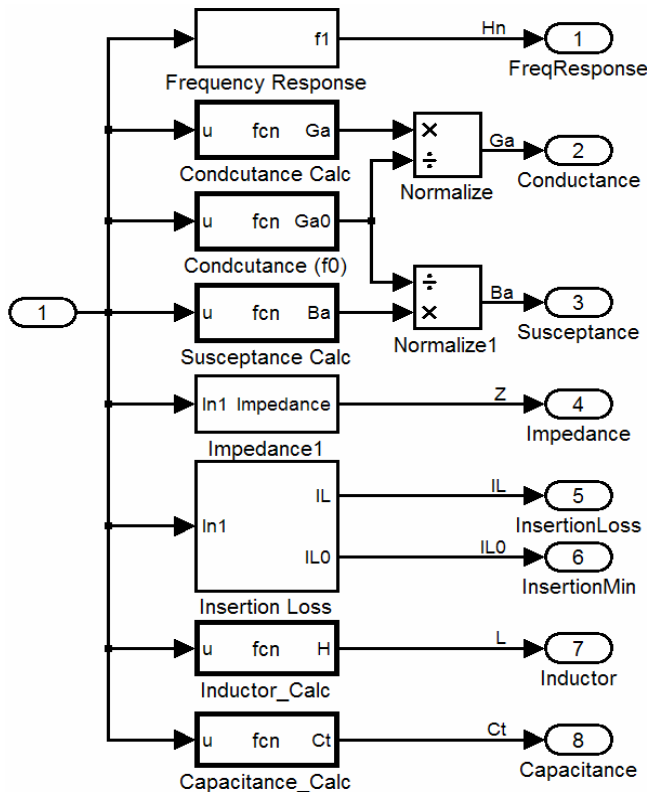 f1
Hn
1
Frequency Response
FreqResponse
u fcn Ga
×
÷
Ga
2
Condcutance Calc
Normalize
Conductance
u fcn Ga0
Condcutance (f0)
1
u fcn Ba
÷
×
Ba
3
Susceptance Calc
Normalize1
Susceptance
In1 Impedance
Z
4
Impedance1
Impedance
In1
IL
IL
5
InsertionLoss
IL0
IL0
6
Insertion Loss
InsertionMin
u fcn H
L
7
Inductor_Calc
Inductor
u fcn Ct
Ct
8
Capacitance_Calc
Capacitance